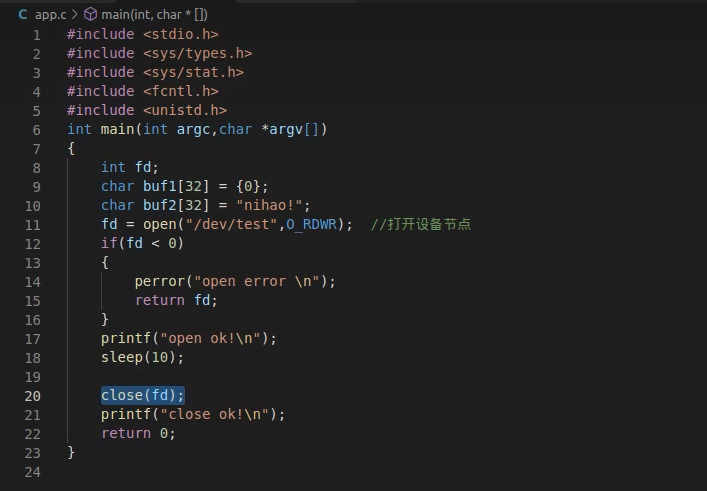 C app.c > main(int, char * [])
1 #include <stdio.h>
2 #include <sys/types.h>
3 #include <sys/stat.h>
4 #include <fcntl.h>
5 #include <unistd.h>
6 int main(int argc,char *argv[])
7 {
8     int fd;
9     char buf1[32] = {0};
10     char buf2[32] = "nihao!";
11     fd = open("/dev/test",O_RDWR);  //打开设备节点
12     if(fd < 0)
13     {
14         perror("open error \n");
15         return fd;
16     }
17     printf("open ok!\n");
18     sleep(10);
19
20     close(fd);
21     printf("close ok!\n");
22     return 0;
23 }
24